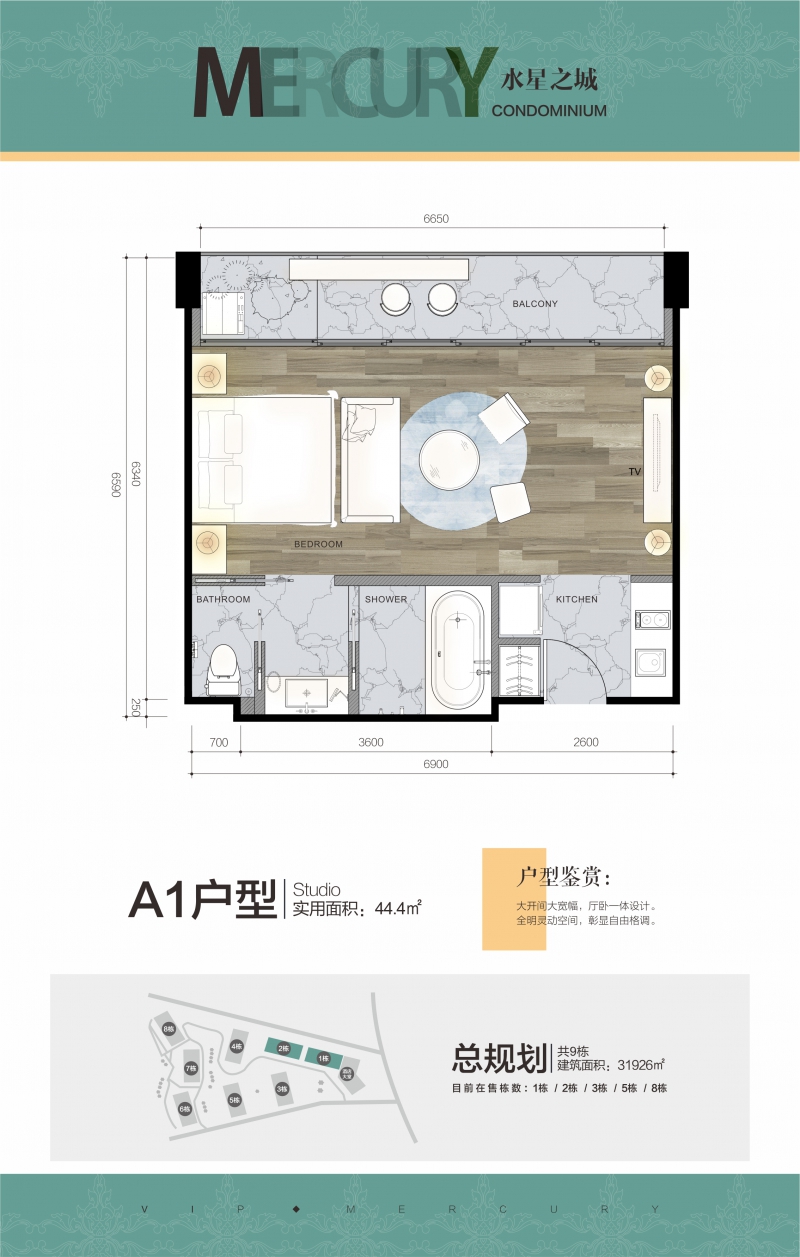 MERCURY 水星之城
CONDOMINIUM
6650
BALCONY
6340
6590
TV
BEDROOM
BATHROOM
SHOWER
KITCHEN
250
700
3600
2600
6900
A1户型
Studio
实用面积：44.4㎡
户型鉴赏：
大开间大宽幅，厅卧一体设计。
全明灵动空间，彰显自由格调。
8栋
4栋
2栋
1栋
7栋
3栋
5栋
6栋
总规划
共9栋
建筑面积：31926㎡
目前在售栋数：1栋 / 2栋 / 3栋 / 5栋 / 8栋
VIP◆MERCURY